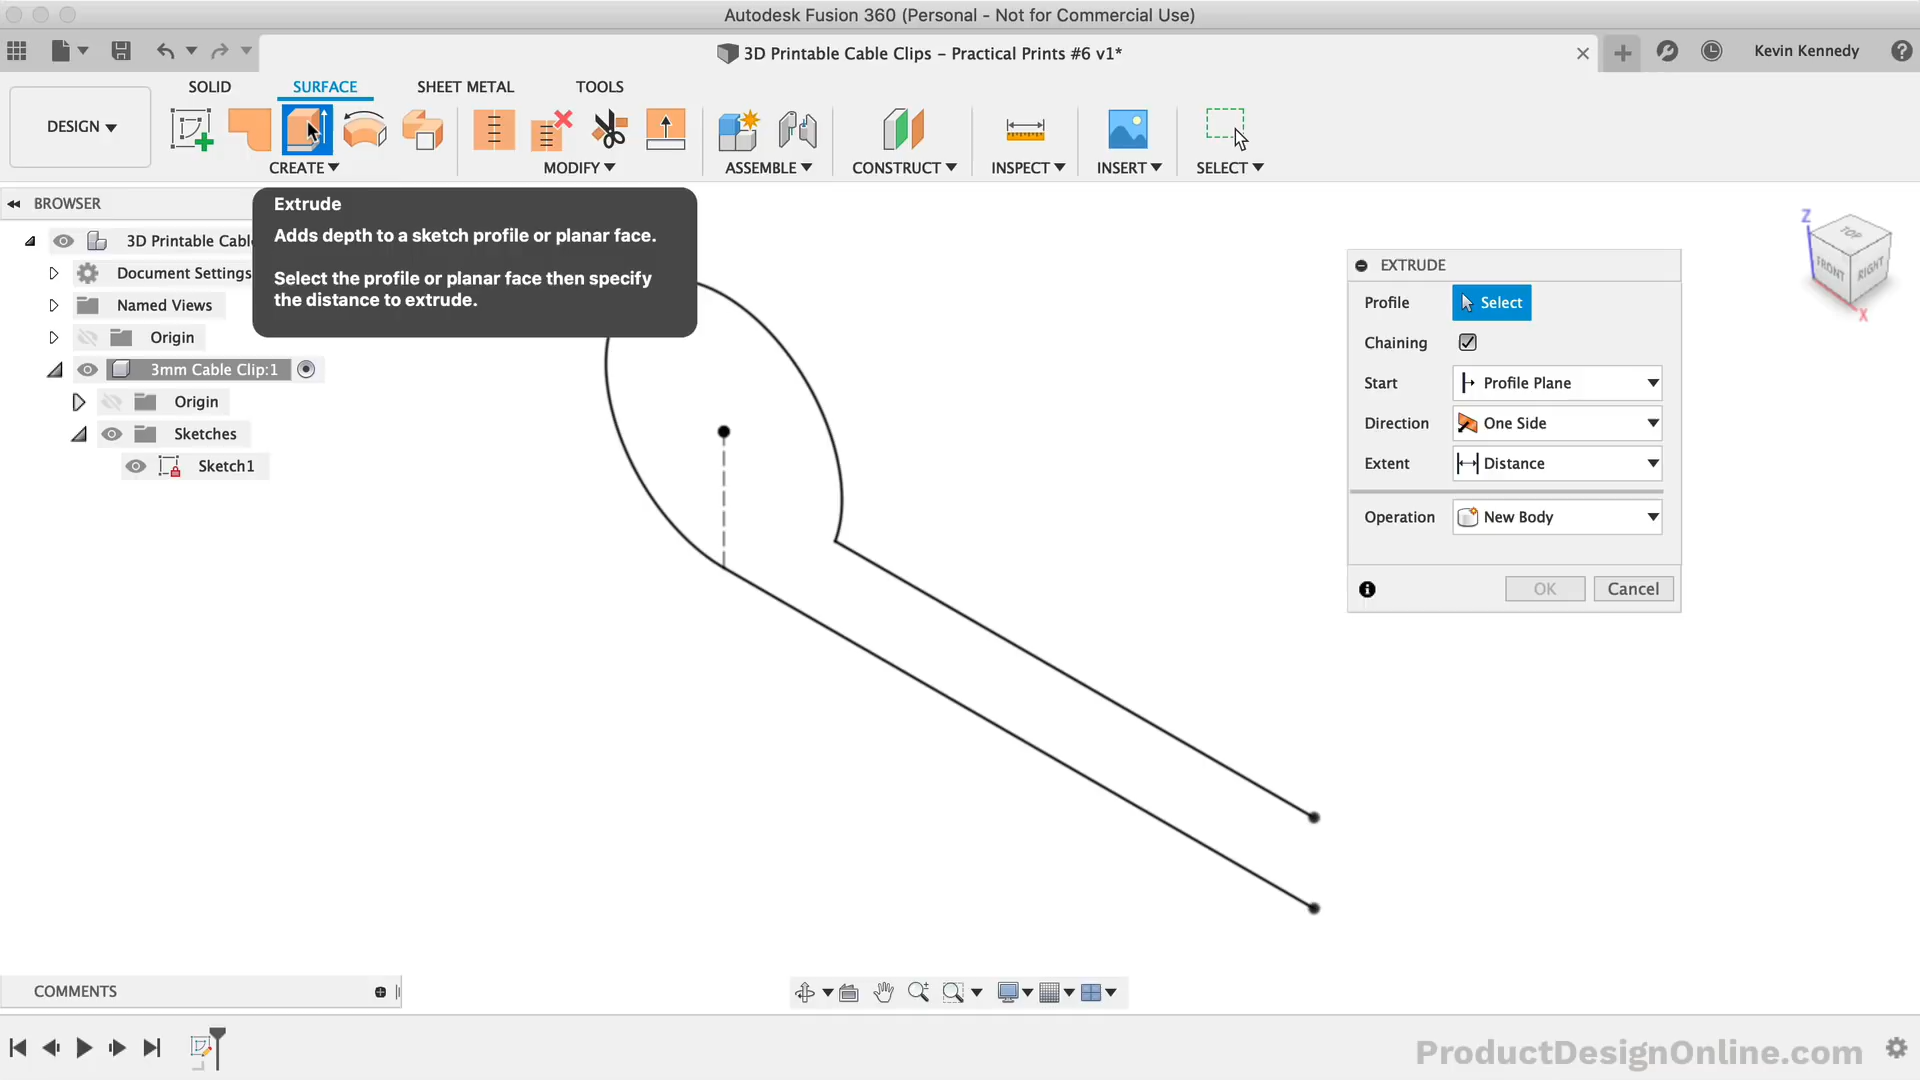 Autodesk Fusion 360 (Personal - Not for Commercial Use)
3D Printable Cable Clips – Practical Prints #6 v1*
Kevin Kennedy
SOLID
SURFACE
SHEET METAL
TOOLS
DESIGN
CREATE
MODIFY
ASSEMBLE
CONSTRUCT
INSPECT
INSERT
SELECT
BROWSER
3D Printable Cabl
Document Settings
Named Views
Origin
3mm Cable Clip:1
Origin
Sketches
Sketch1
Extrude
Adds depth to a sketch profile or planar face.
Select the profile or planar face then specify
the distance to extrude.
TOP
FRONT
RIGHT
Z
X
EXTRUDE
Profile
Select
Chaining
Start
Profile Plane
Direction
One Side
Extent
Distance
Operation
New Body
OK
Cancel
COMMENTS
ProductDesignOnline.com